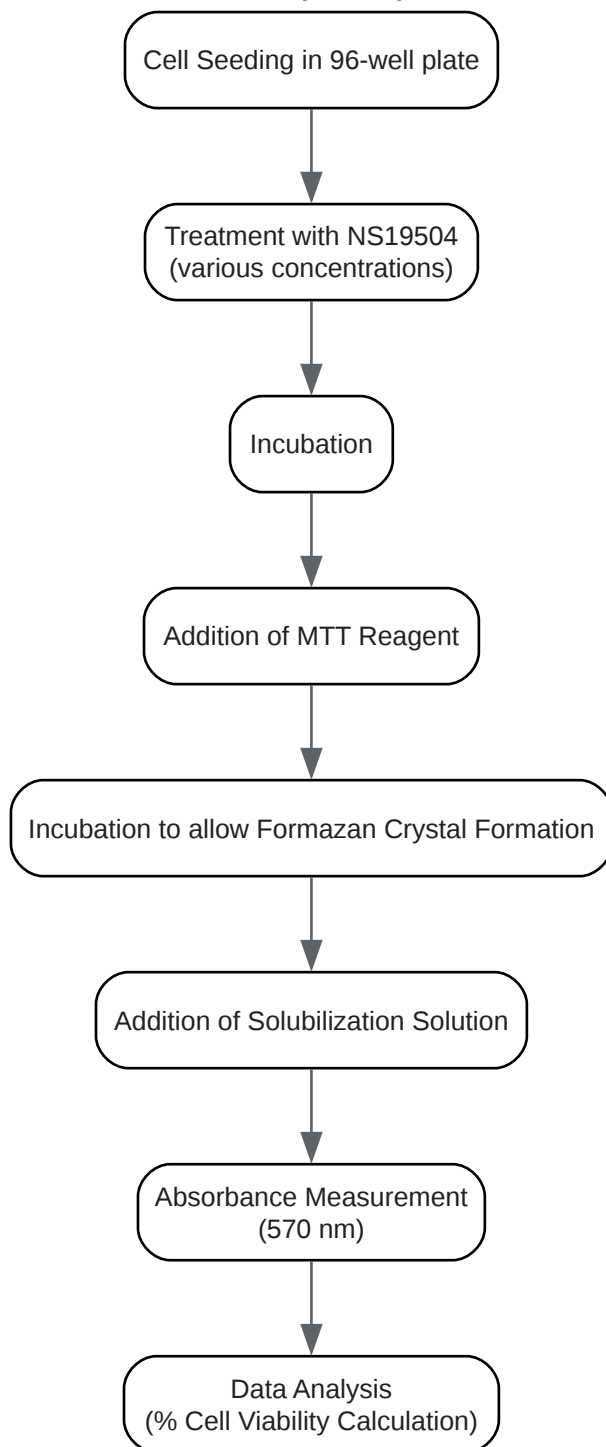 Cell Seeding in 96-well plate
Treatment with NS19504
(various concentrations)
Incubation
Addition of MTT Reagent
Incubation to allow Formazan Crystal Formation
Addition of Solubilization Solution
Absorbance Measurement
(570 nm)
Data Analysis
(% Cell Viability Calculation)